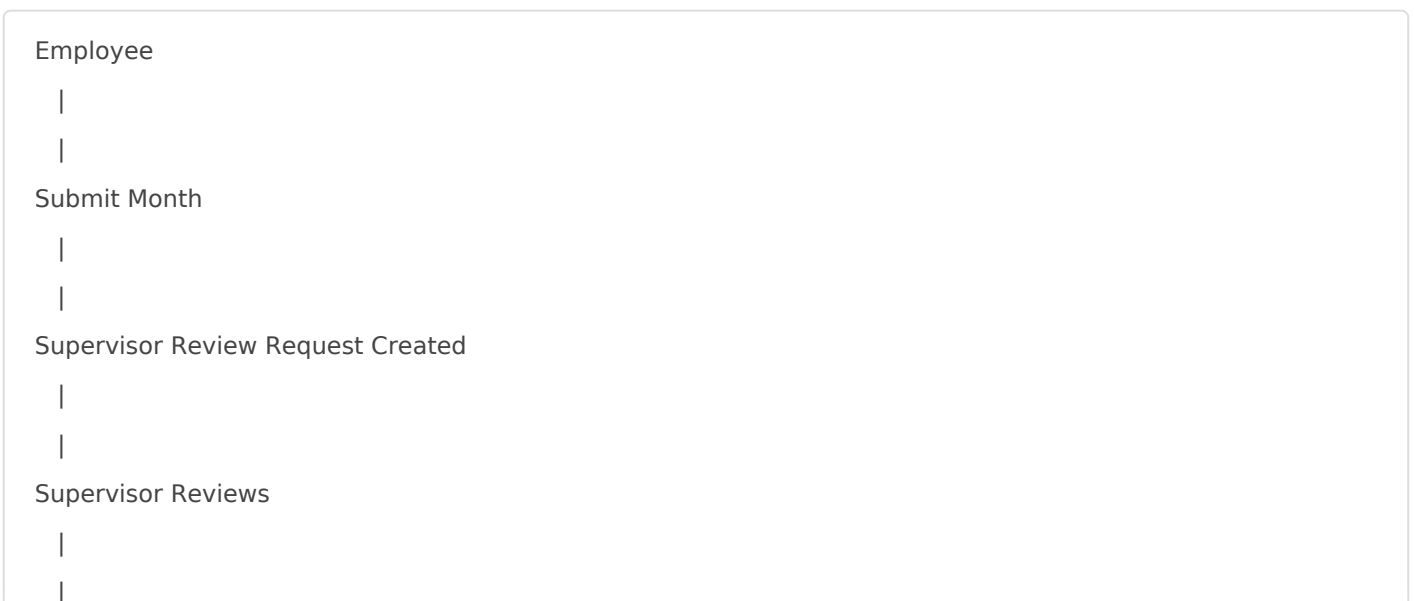 Employee
|
|
Submit Month
|
|
Supervisor Review Request Created
|
|
Supervisor Reviews
|
|